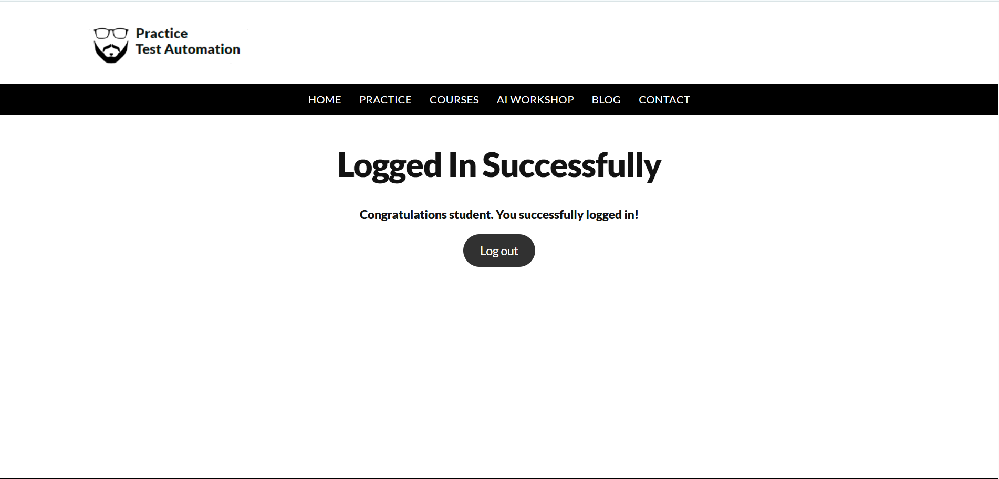 Practice
Test Automation
HOME PRACTICE COURSES AI WORKSHOP BLOG CONTACT
Logged In Successfully
Congratulations student. You successfully logged in!
Log out